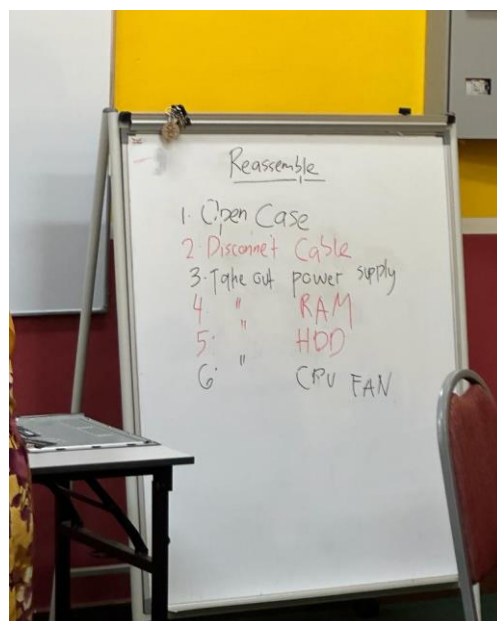 Reassemble
1. Open Case
2. Disconnet Cable
3. Take out power supply
4 " RAM
5. " HDD
6. " CPU FAN